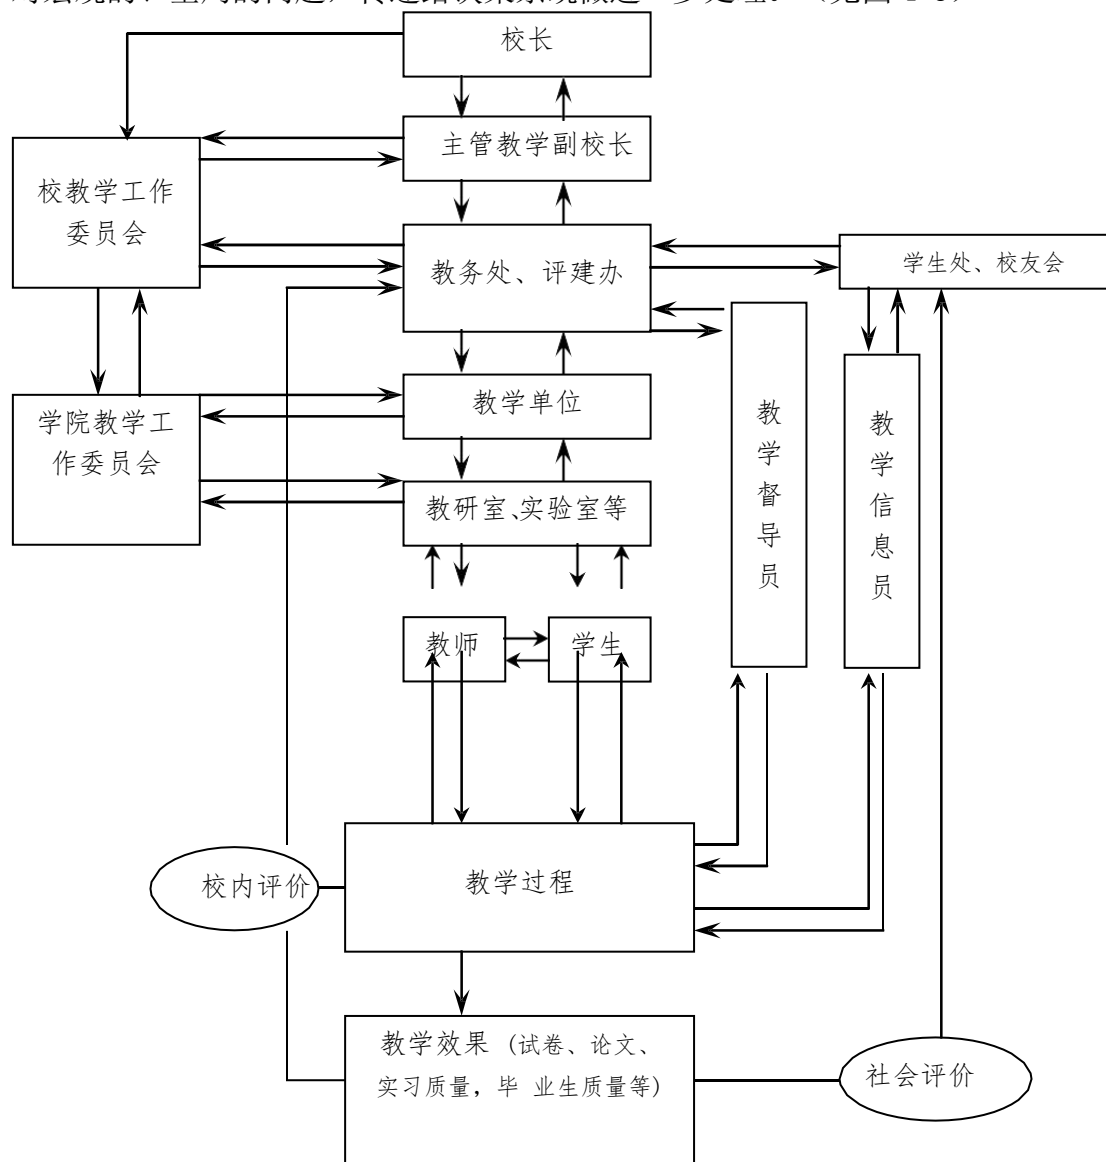 校长
主管教学副校长
校教学工作
委员会
教务处、评建办
学生处、校友会
教学单位
学院教学工
作委员会
教研室、实验室等
教学督导员
教学信息员
教师
学生
校内评价
教学过程
教学效果 (试卷、论文、
实习质量，毕 业生质量等)
社会评价